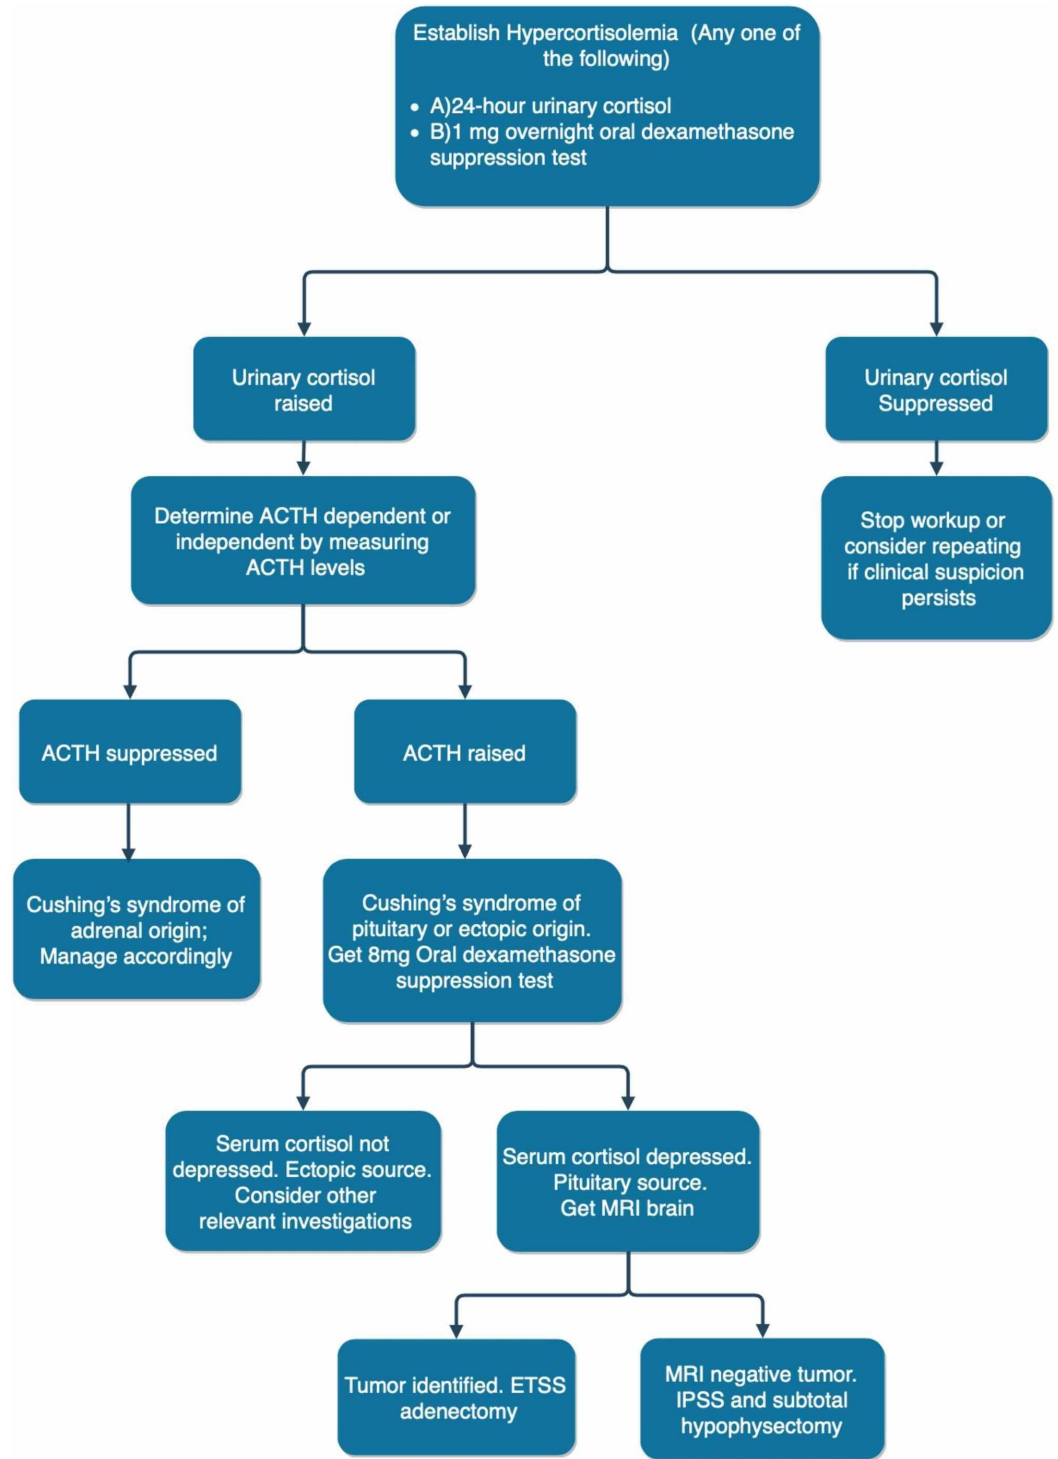 Establish Hypercortisolemia (Any one of
the following)
• A)24-hour urinary cortisol
• B)1 mg overnight oral dexamethasone
suppression test
Urinary cortisol
raised
Urinary cortisol
Suppressed
Determine ACTH dependent or
independent by measuring
ACTH levels
Stop workup or
consider repeating
if clinical suspicion
persists
ACTH suppressed
ACTH raised
Cushing’s syndrome of
adrenal origin;
Manage accordingly
Cushing’s syndrome of
pituitary or ectopic origin.
Get 8mg Oral dexamethasone
suppression test
Serum cortisol not
depressed. Ectopic source.
Consider other
relevant investigations
Serum cortisol depressed.
Pituitary source.
Get MRI brain
Tumor identified. ETSS
adenectomy
MRI negative tumor.
IPSS and subtotal
hypophysectomy